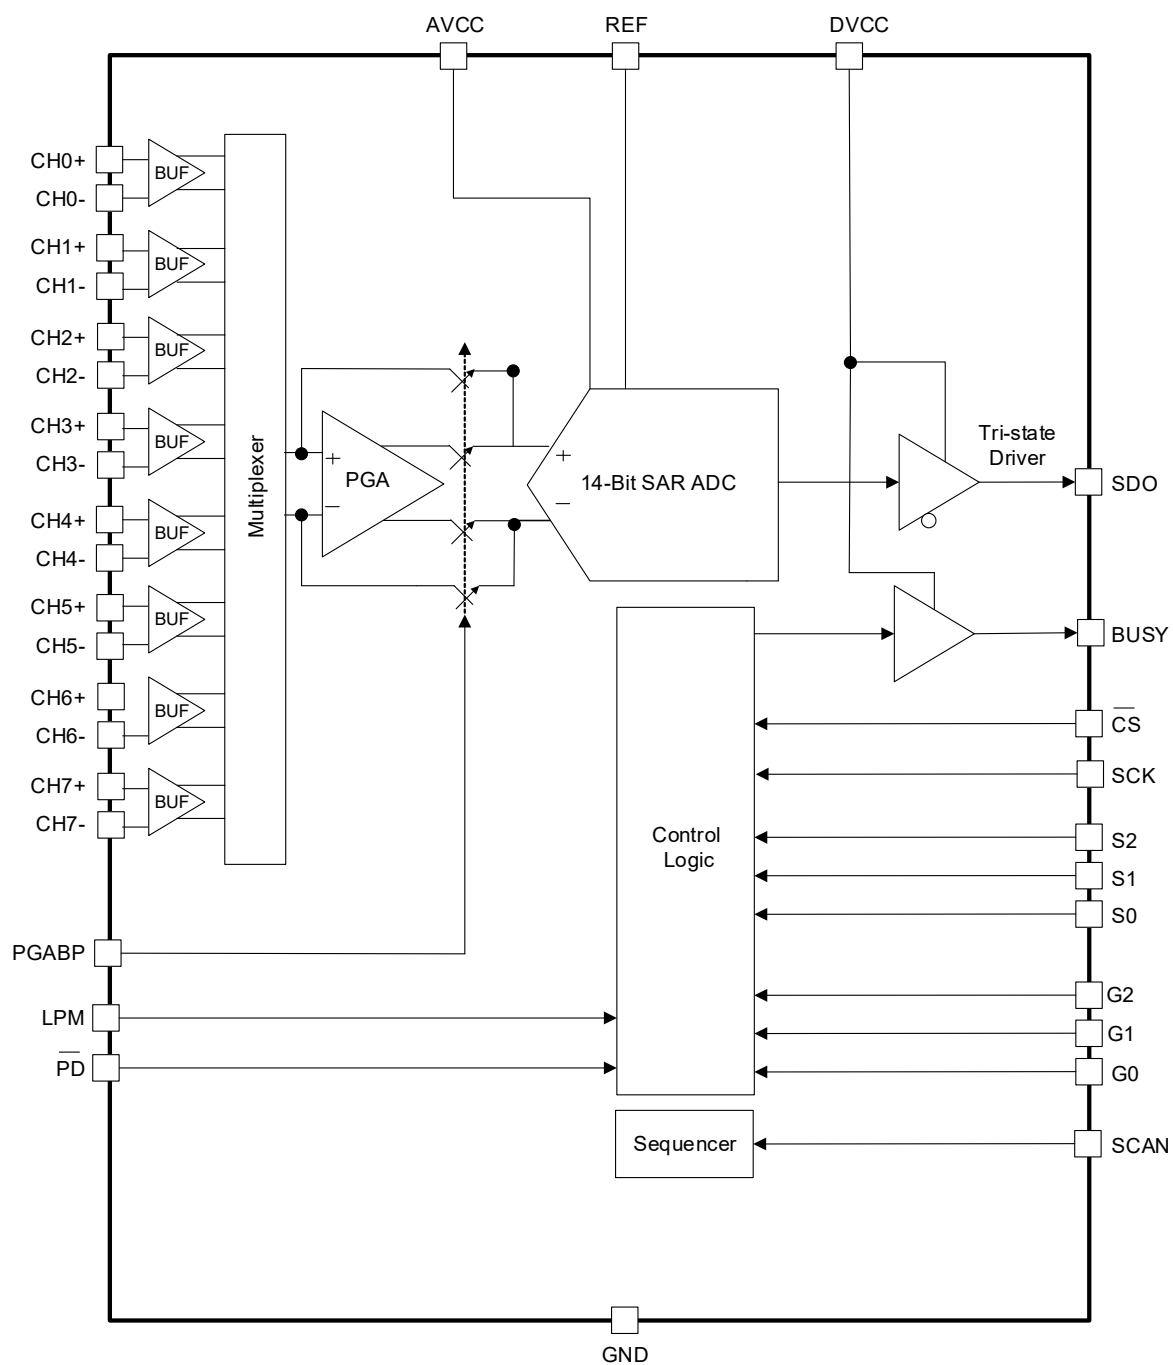 AVCC
REF
DVCC
CH0+
BUF
CH0-
CH1+
BUF
CH1-
CH2+
BUF
CH2-
CH3+
BUF
CH3-
CH4+
BUF
CH4-
CH5+
BUF
CH5-
CH6+
BUF
CH6-
CH7+
BUF
CH7-
Multiplexer
+
PGA
−
+
14-Bit SAR ADC
−
Tri-state
Driver
SDO
BUSY
C̅S̅
SCK
S2
S1
S0
G2
G1
G0
SCAN
Control
Logic
Sequencer
PGABP
LPM
P̅D̅
GND